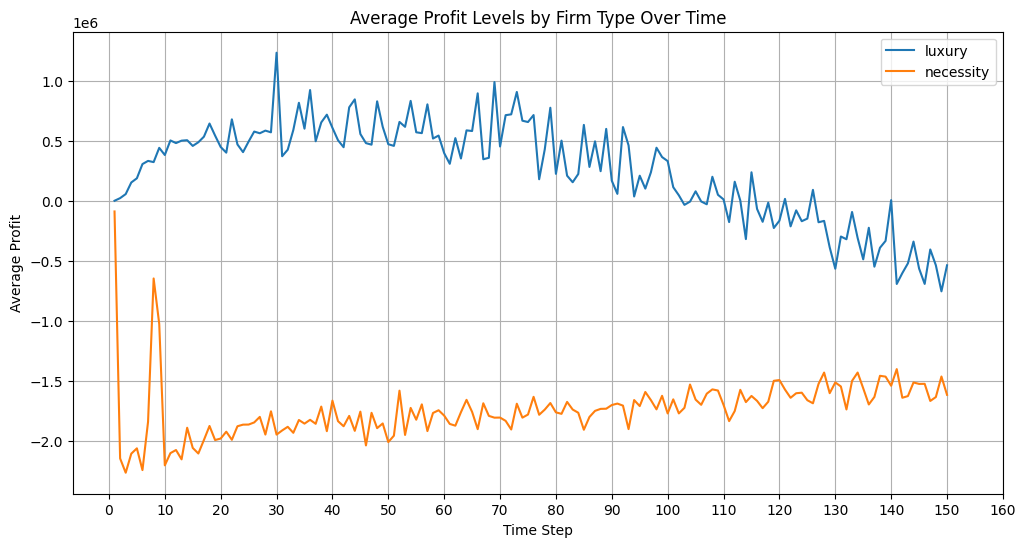 Average Profit Levels by Firm Type Over Time
1e6
luxury
necessity
1.0
0.5
0.0
−0.5
−1.0
−1.5
−2.0
Average Profit
0 10 20 30 40 50 60 70 80 90 100 110 120 130 140 150 160
Time Step